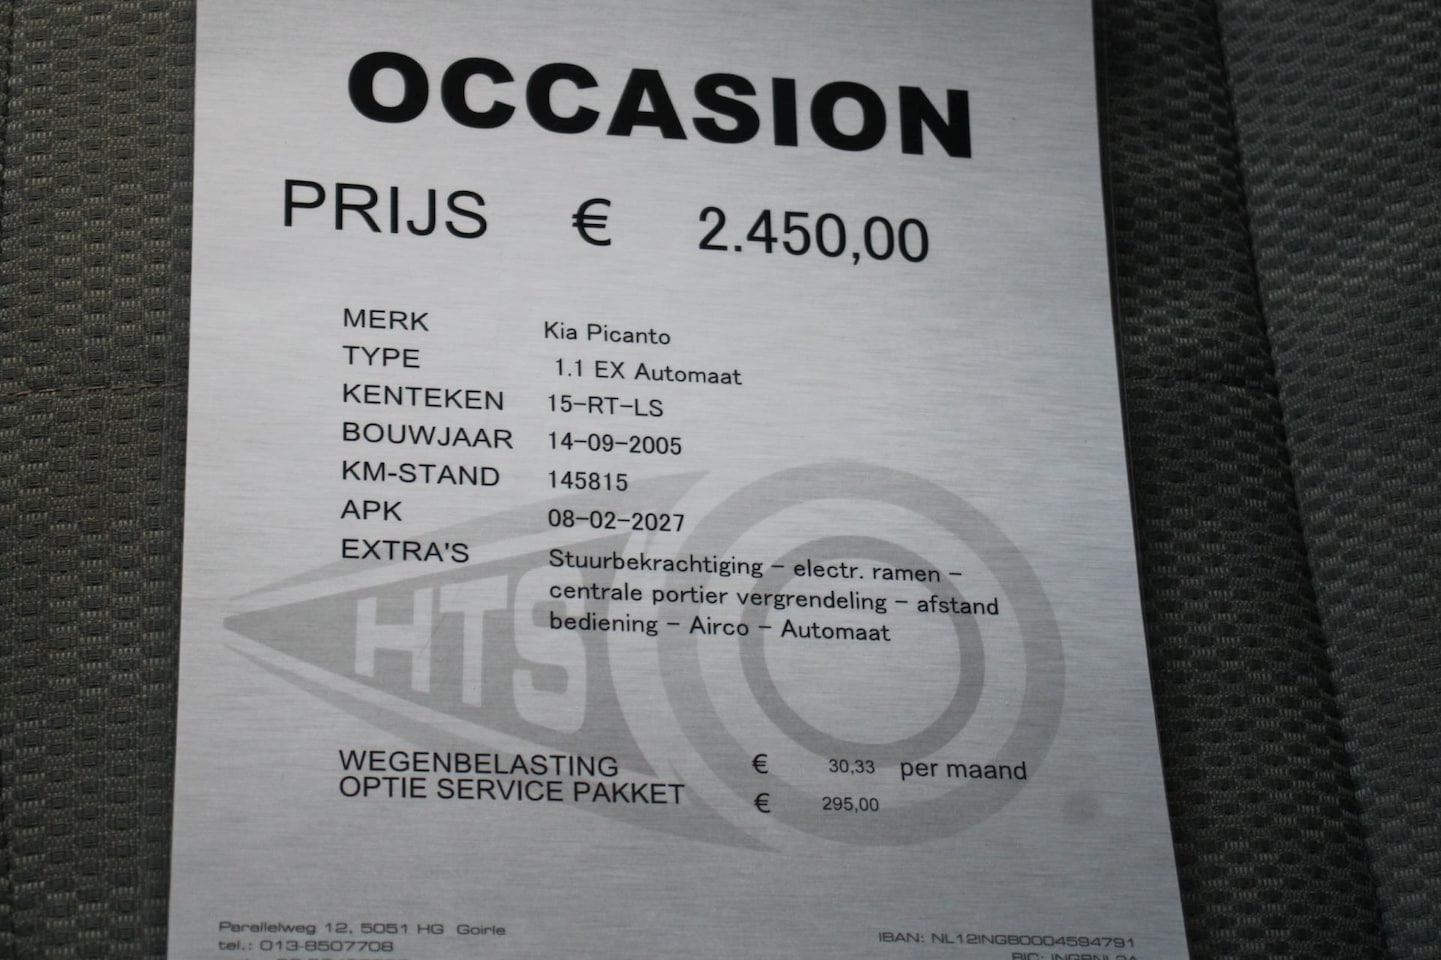 OCCASION
PRIJS € 2.450,00
MERK Kia Picanto
TYPE 1.1 EX Automaat
KENTEKEN 15-RT-LS
BOUWJAAR 14-09-2005
KM-STAND 145815
APK 08-02-2027
EXTRA'S Stuurbekrachtiging - electr. ramen -
centrale portier vergrendeling - afstand
bediening - Airco - Automaat
HTS
WEGENBELASTING € 30,33 per maand
OPTIE SERVICE PAKKET € 295,00
Parallelweg 12, 5051 HG Goirle
tel.: 013-8507708
IBAN: NL12INGB0004594791